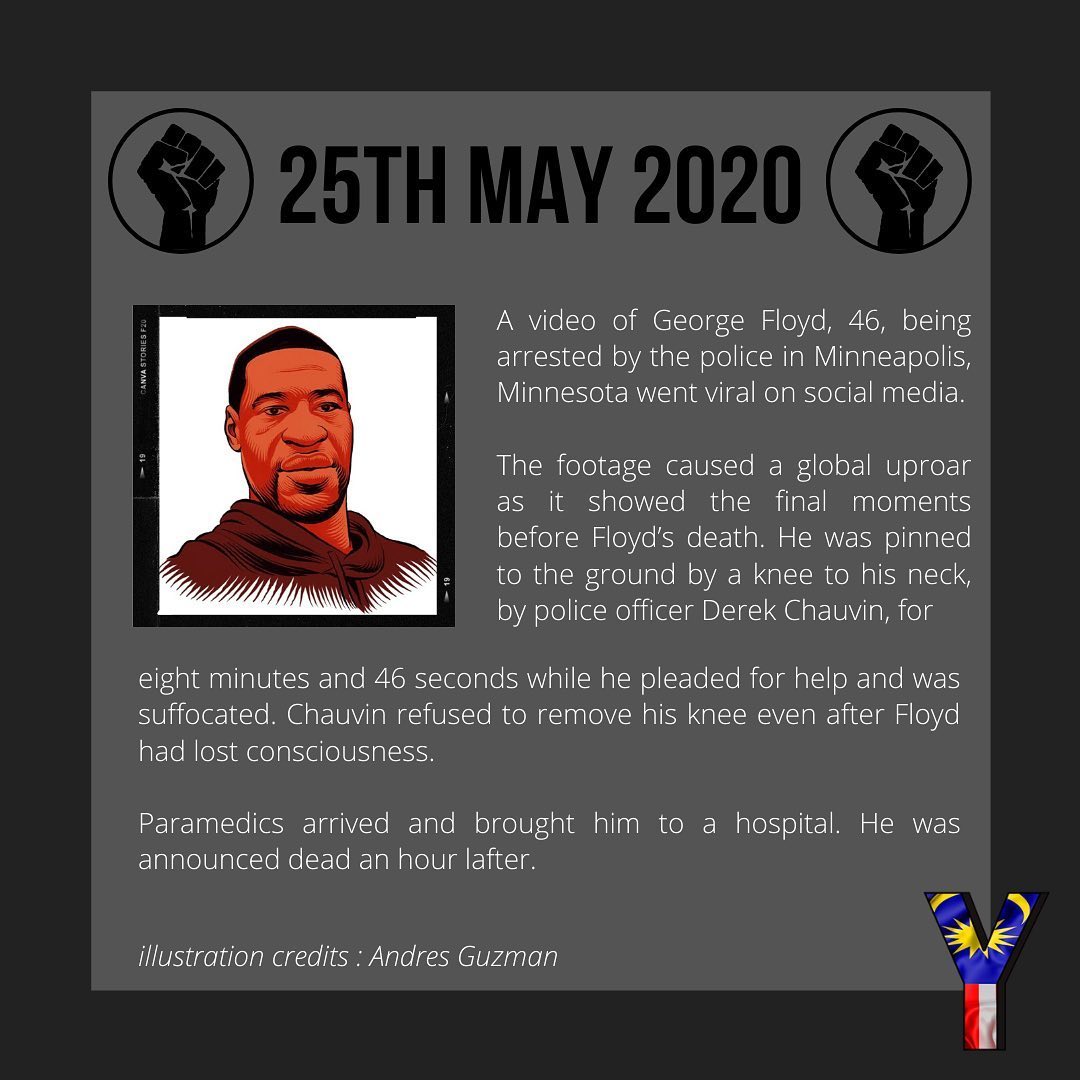 25TH MAY 2020
CANVA STORIES F20
19
19
A video of George Floyd, 46, being
arrested by the police in Minneapolis,
Minnesota went viral on social media.
The footage caused a global uproar
as it showed the final moments
before Floyd’s death. He was pinned
to the ground by a knee to his neck,
by police officer Derek Chauvin, for
eight minutes and 46 seconds while he pleaded for help and was
suffocated. Chauvin refused to remove his knee even after Floyd
had lost consciousness.
Paramedics arrived and brought him to a hospital. He was
announced dead an hour lafter.
illustration credits : Andres Guzman
Y